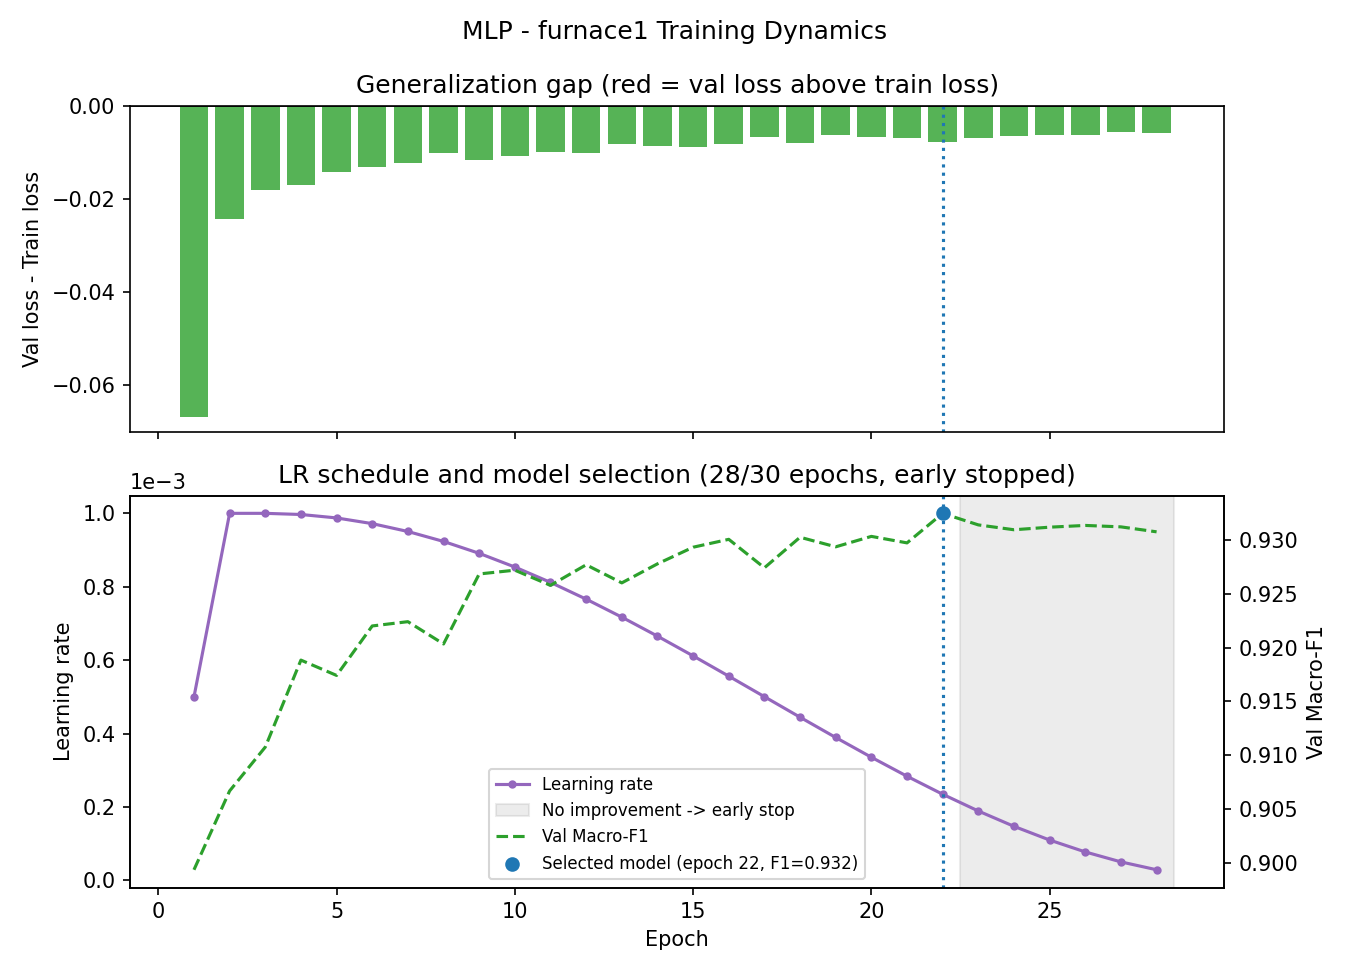 MLP - furnace1 Training Dynamics
Generalization gap (red = val loss above train loss)
0.00
−0.02
−0.04
−0.06
Val loss - Train loss
LR schedule and model selection (28/30 epochs, early stopped)
1e−3
1.0
0.8
0.6
0.4
0.2
0.0
Learning rate
0.930
0.925
0.920
0.915
0.910
0.905
0.900
Val Macro-F1
Learning rate
No improvement -> early stop
Val Macro-F1
Selected model (epoch 22, F1=0.932)
0 5 10 15 20 25
Epoch